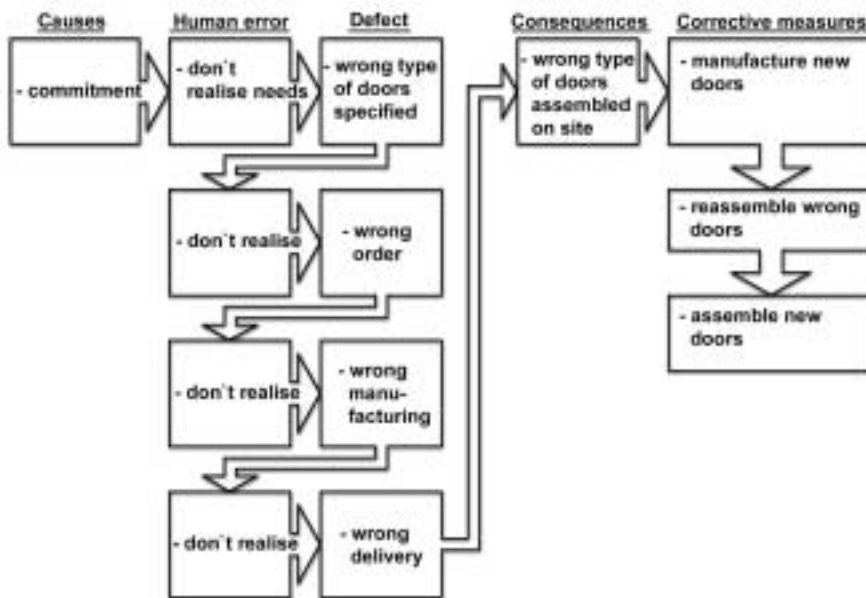 Causes
Human error
Defect
Consequences
Corrective measures
- commitment
- don´t
realise needs
- wrong type
of doors
specified
- wrong type
of doors
assembled
on site
- manufacture new
doors
- don´t realise
- wrong
order
- reassemble wrong
doors
- assemble new
doors
- don´t realise
- wrong
manu-
facturing
- don´t realise
- wrong
delivery